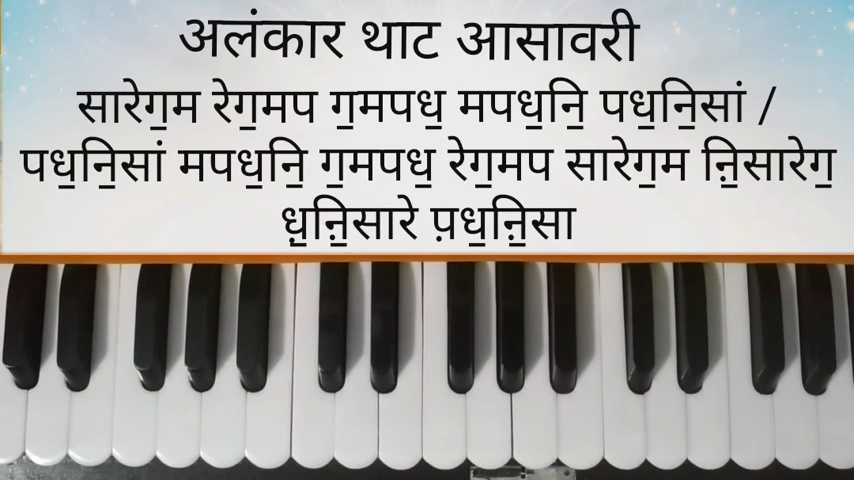 अलंकार थाट आसावरी
सारेग॒म रेग॒मप ग॒मपध॒ मपध॒नि॒ पध॒नि॒सां /
पध॒नि॒सां मपध॒नि॒ ग॒मपध॒ रेग॒मप सारेग॒म नि़॒सारेग॒
ध़॒नि़॒सारे प़ध॒नि़॒सा